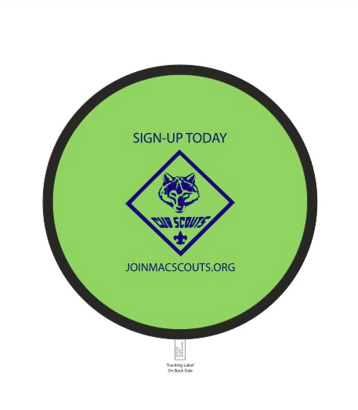 SIGN-UP TODAY
CUB SCOUTS
JOINMACSCOUTS.ORG
Tracking Label
On Back Side